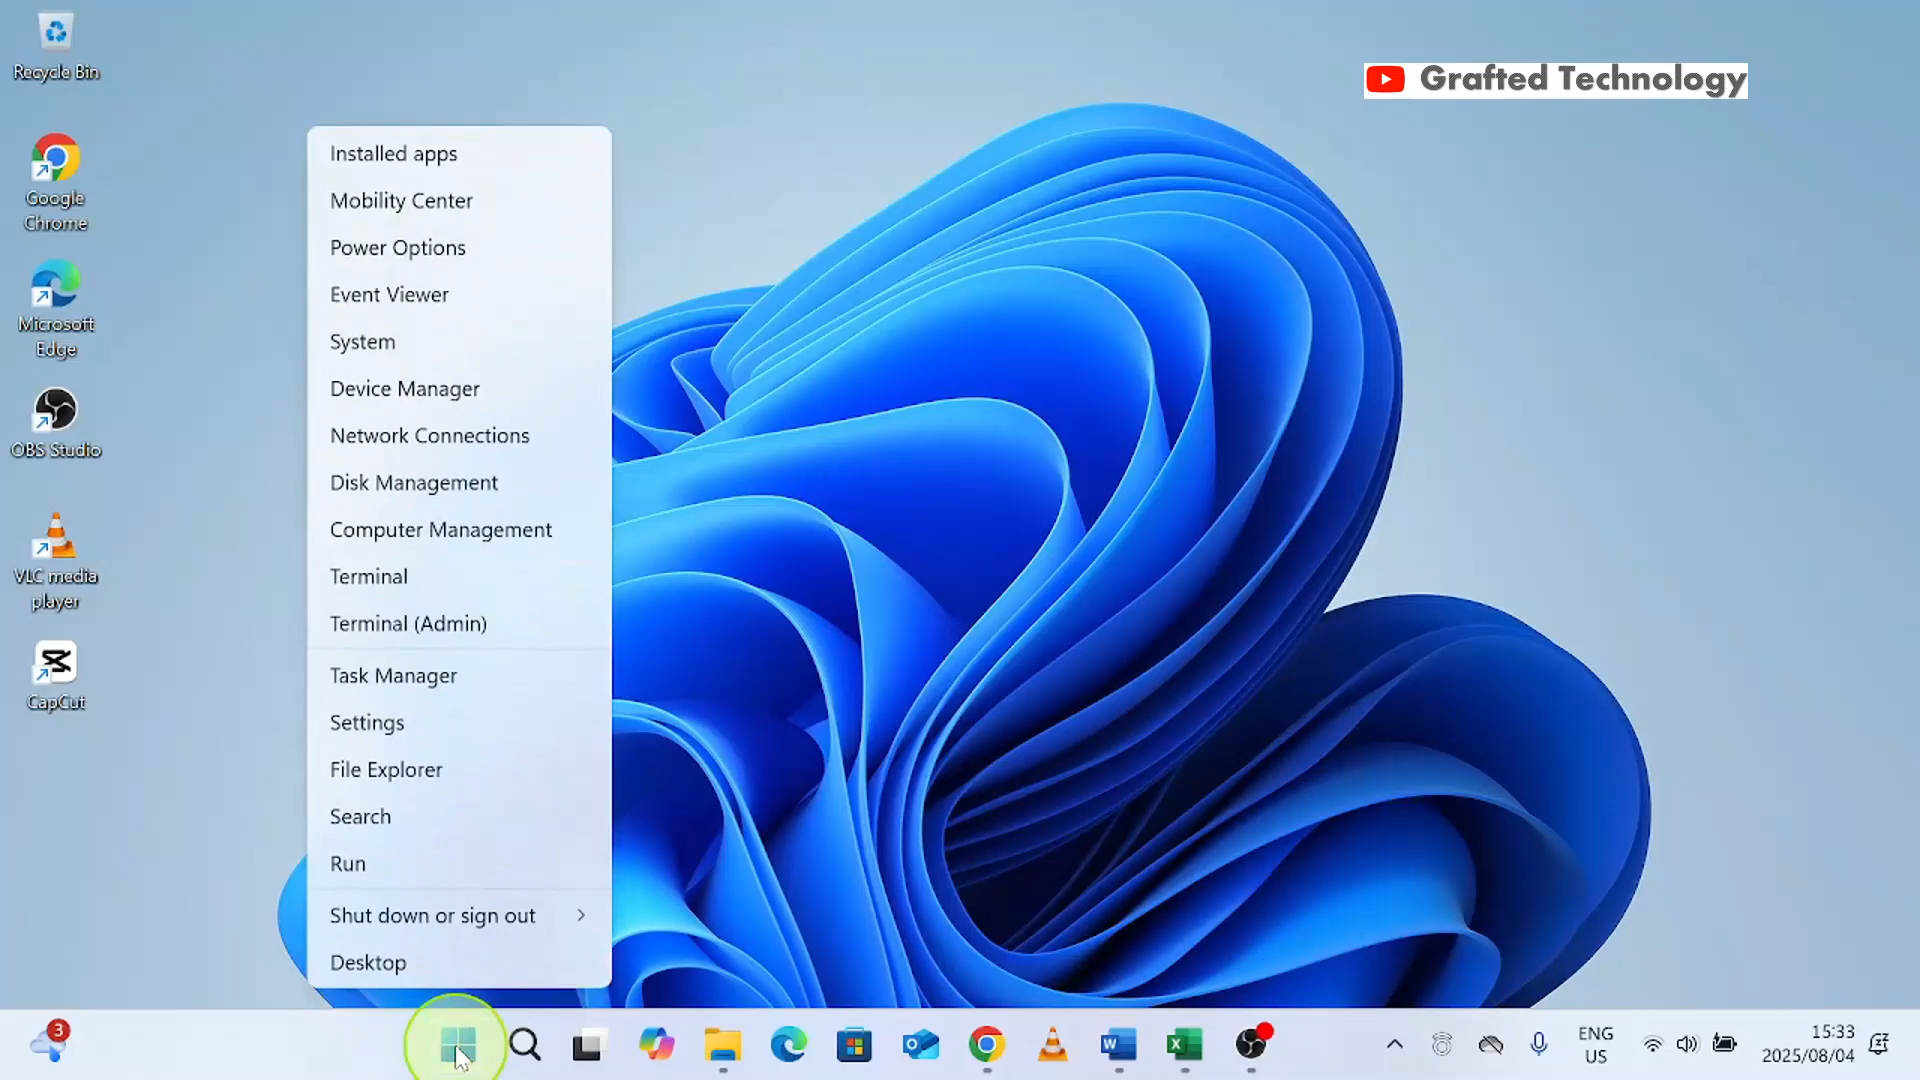 Recycle Bin
Google
Chrome
Microsoft
Edge
OBS Studio
VLC media
player
CapCut
Grafted Technology
Installed apps
Mobility Center
Power Options
Event Viewer
System
Device Manager
Network Connections
Disk Management
Computer Management
Terminal
Terminal (Admin)
Task Manager
Settings
File Explorer
Search
Run
Shut down or sign out
Desktop
3
ENG
US
15:33
2025/08/04